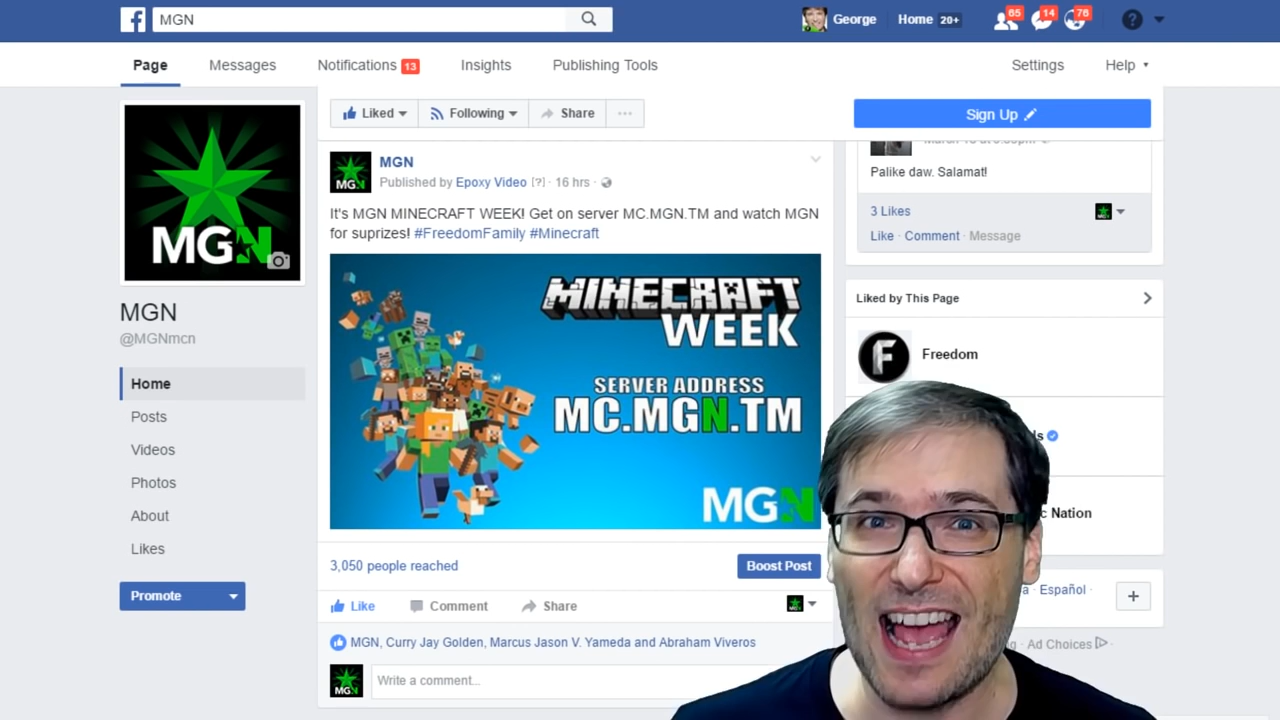 f MGN George Home 20+ 65 14 76 ?
Page Messages Notifications 13 Insights Publishing Tools Settings Help
Liked Following Share ... Sign Up
MGN
MGN
@MGNmcn
Home
Posts
Videos
Photos
About
Likes
Promote
MGN
MGN
Published by Epoxy Video [?] · 16 hrs ·
It's MGN MINECRAFT WEEK! Get on server MC.MGN.TM and watch MGN
for suprizes! #FreedomFamily #Minecraft
MINECRAFT
WEEK
SERVER ADDRESS
MC.MGN.TM
MGN
3,050 people reached Boost Post
Like Comment Share
MGN, Curry Jay Golden, Marcus Jason V. Yameda and Abraham Viveros
MGN Write a comment...
Palike daw. Salamat!
3 Likes
Like · Comment · Message
Liked by This Page
F Freedom
Nation
· Español ·
· Ad Choices ·
+